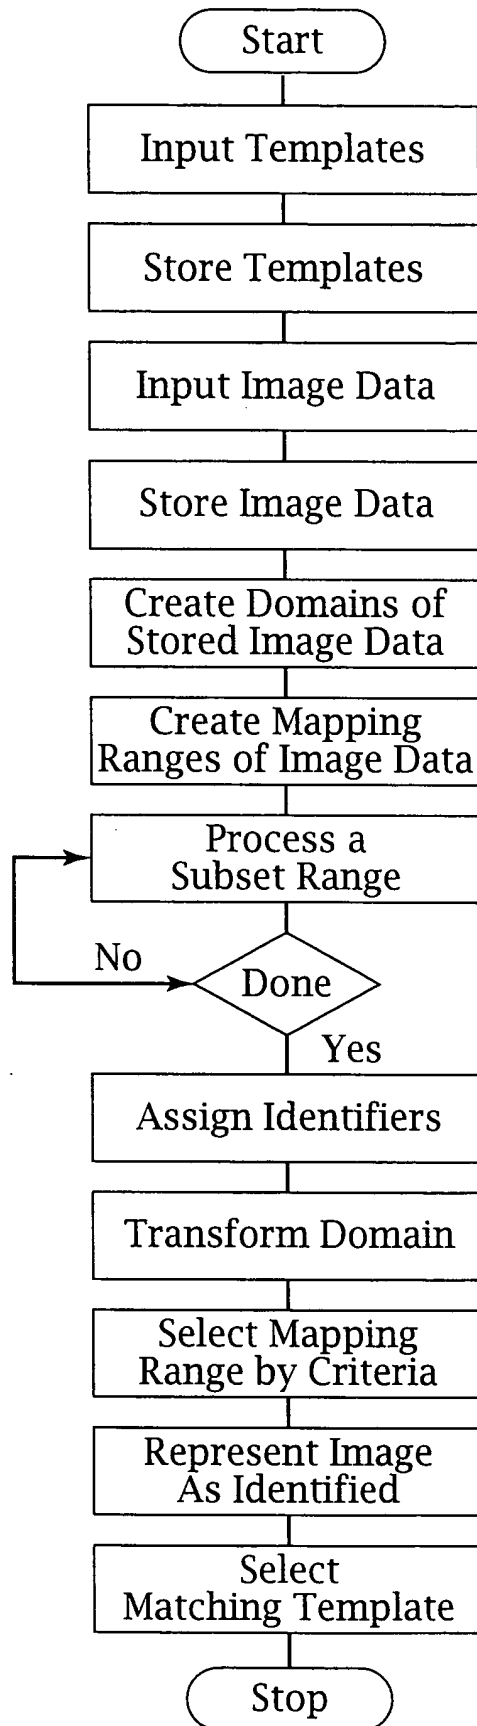 Start
Input Templates
Store Templates
Input Image Data
Store Image Data
Create Domains of
Stored Image Data
Create Mapping
Ranges of Image Data
Process a
Subset Range
No
Done
Yes
Assign Identifiers
Transform Domain
Select Mapping
Range by Criteria
Represent Image
As Identified
Select
Matching Template
Stop